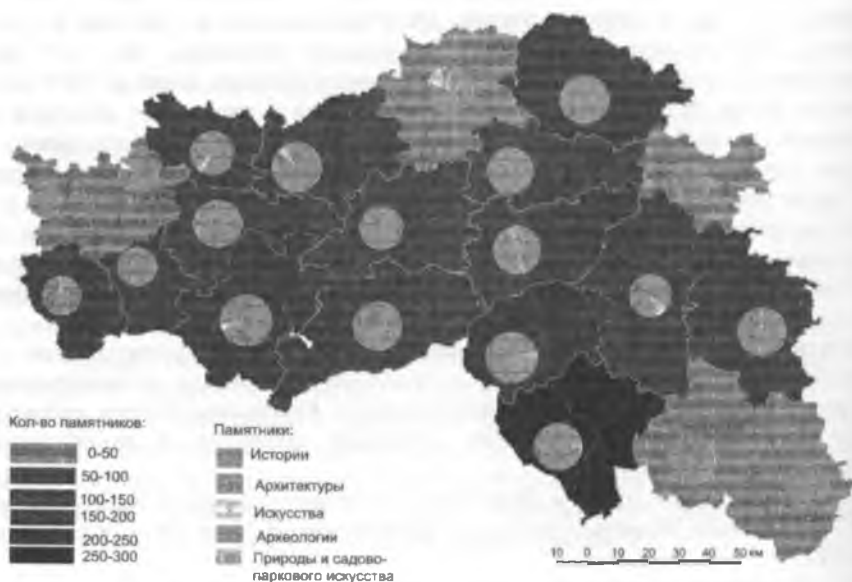 Кол-во памятников:
0-50
50-100
100-150
150-200
200-250
250-300
Памятники:
Истории
Архитектуры
Искусства
Археологии
Природы и садово-
паркового искусства
10 0 10 20 30 40 50 км